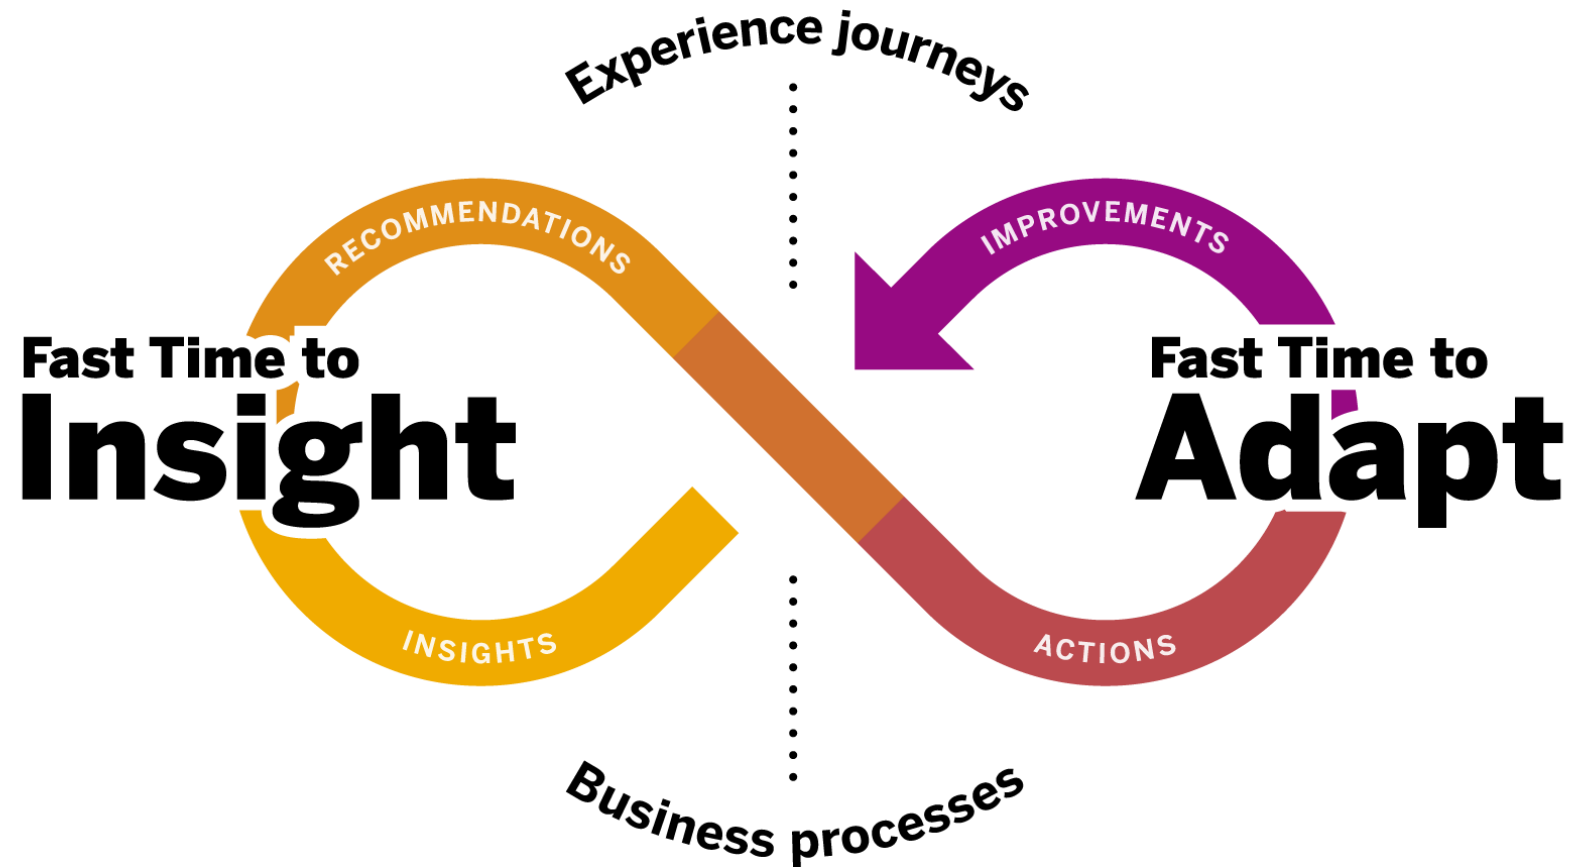 Experience journeys
RECOMMENDATIONS
IMPROVEMENTS
Fast Time to
Insight
Fast Time to
Adapt
INSIGHTS
ACTIONS
Business processes